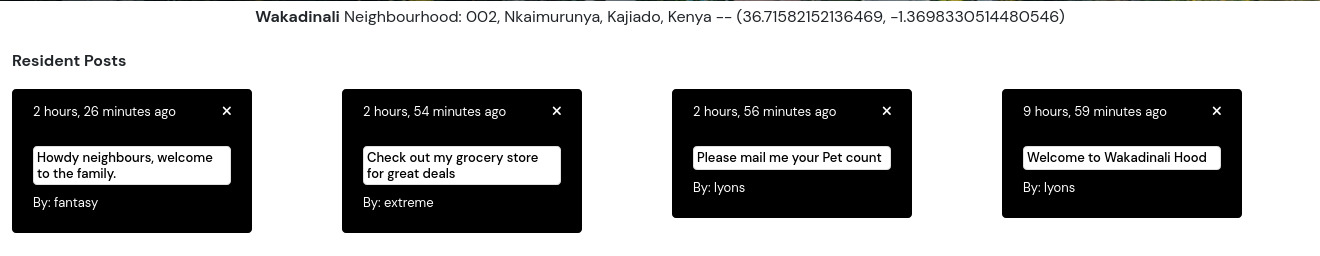 Wakadinali Neighbourhood: 002, Nkaimurunya, Kajiado, Kenya -- (36.71582152136469, -1.3698330514480546)
Resident Posts
2 hours, 26 minutes ago ×
Howdy neighbours, welcome
to the family.
By: fantasy
2 hours, 54 minutes ago ×
Check out my grocery store
for great deals
By: extreme
2 hours, 56 minutes ago ×
Please mail me your Pet count
By: lyons
9 hours, 59 minutes ago ×
Welcome to Wakadinali Hood
By: lyons